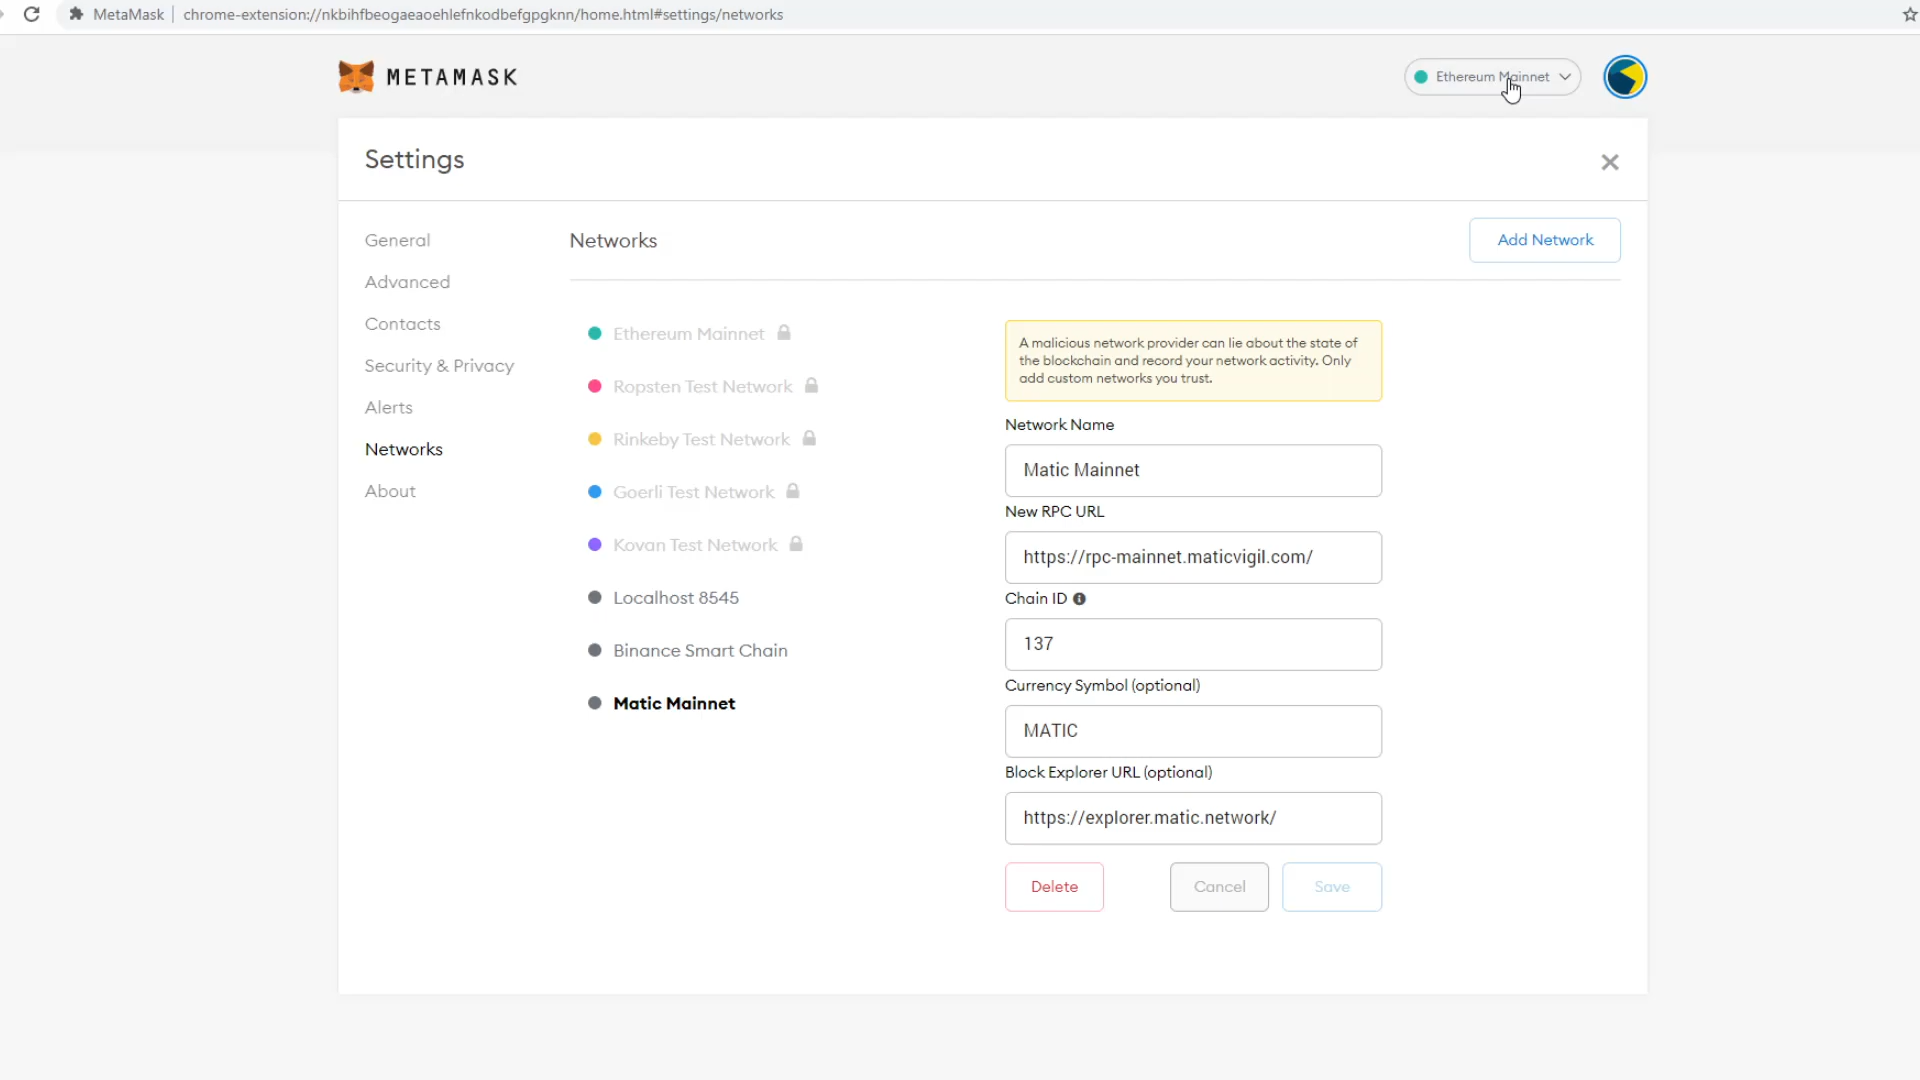 MetaMask
chrome-extension://nkbihfbeogaeaoehlefnkodbefgpgknn/home.html#settings/networks
METAMASK
Ethereum Mainnet
Settings
General
Advanced
Contacts
Security & Privacy
Alerts
Networks
About
Networks
Add Network
Ethereum Mainnet
Ropsten Test Network
Rinkeby Test Network
Goerli Test Network
Kovan Test Network
Localhost 8545
Binance Smart Chain
Matic Mainnet
A malicious network provider can lie about the state of
the blockchain and record your network activity. Only
add custom networks you trust.
Network Name
Matic Mainnet
New RPC URL
https://rpc-mainnet.maticvigil.com/
Chain ID
137
Currency Symbol (optional)
MATIC
Block Explorer URL (optional)
https://explorer.matic.network/
Delete
Cancel
Save